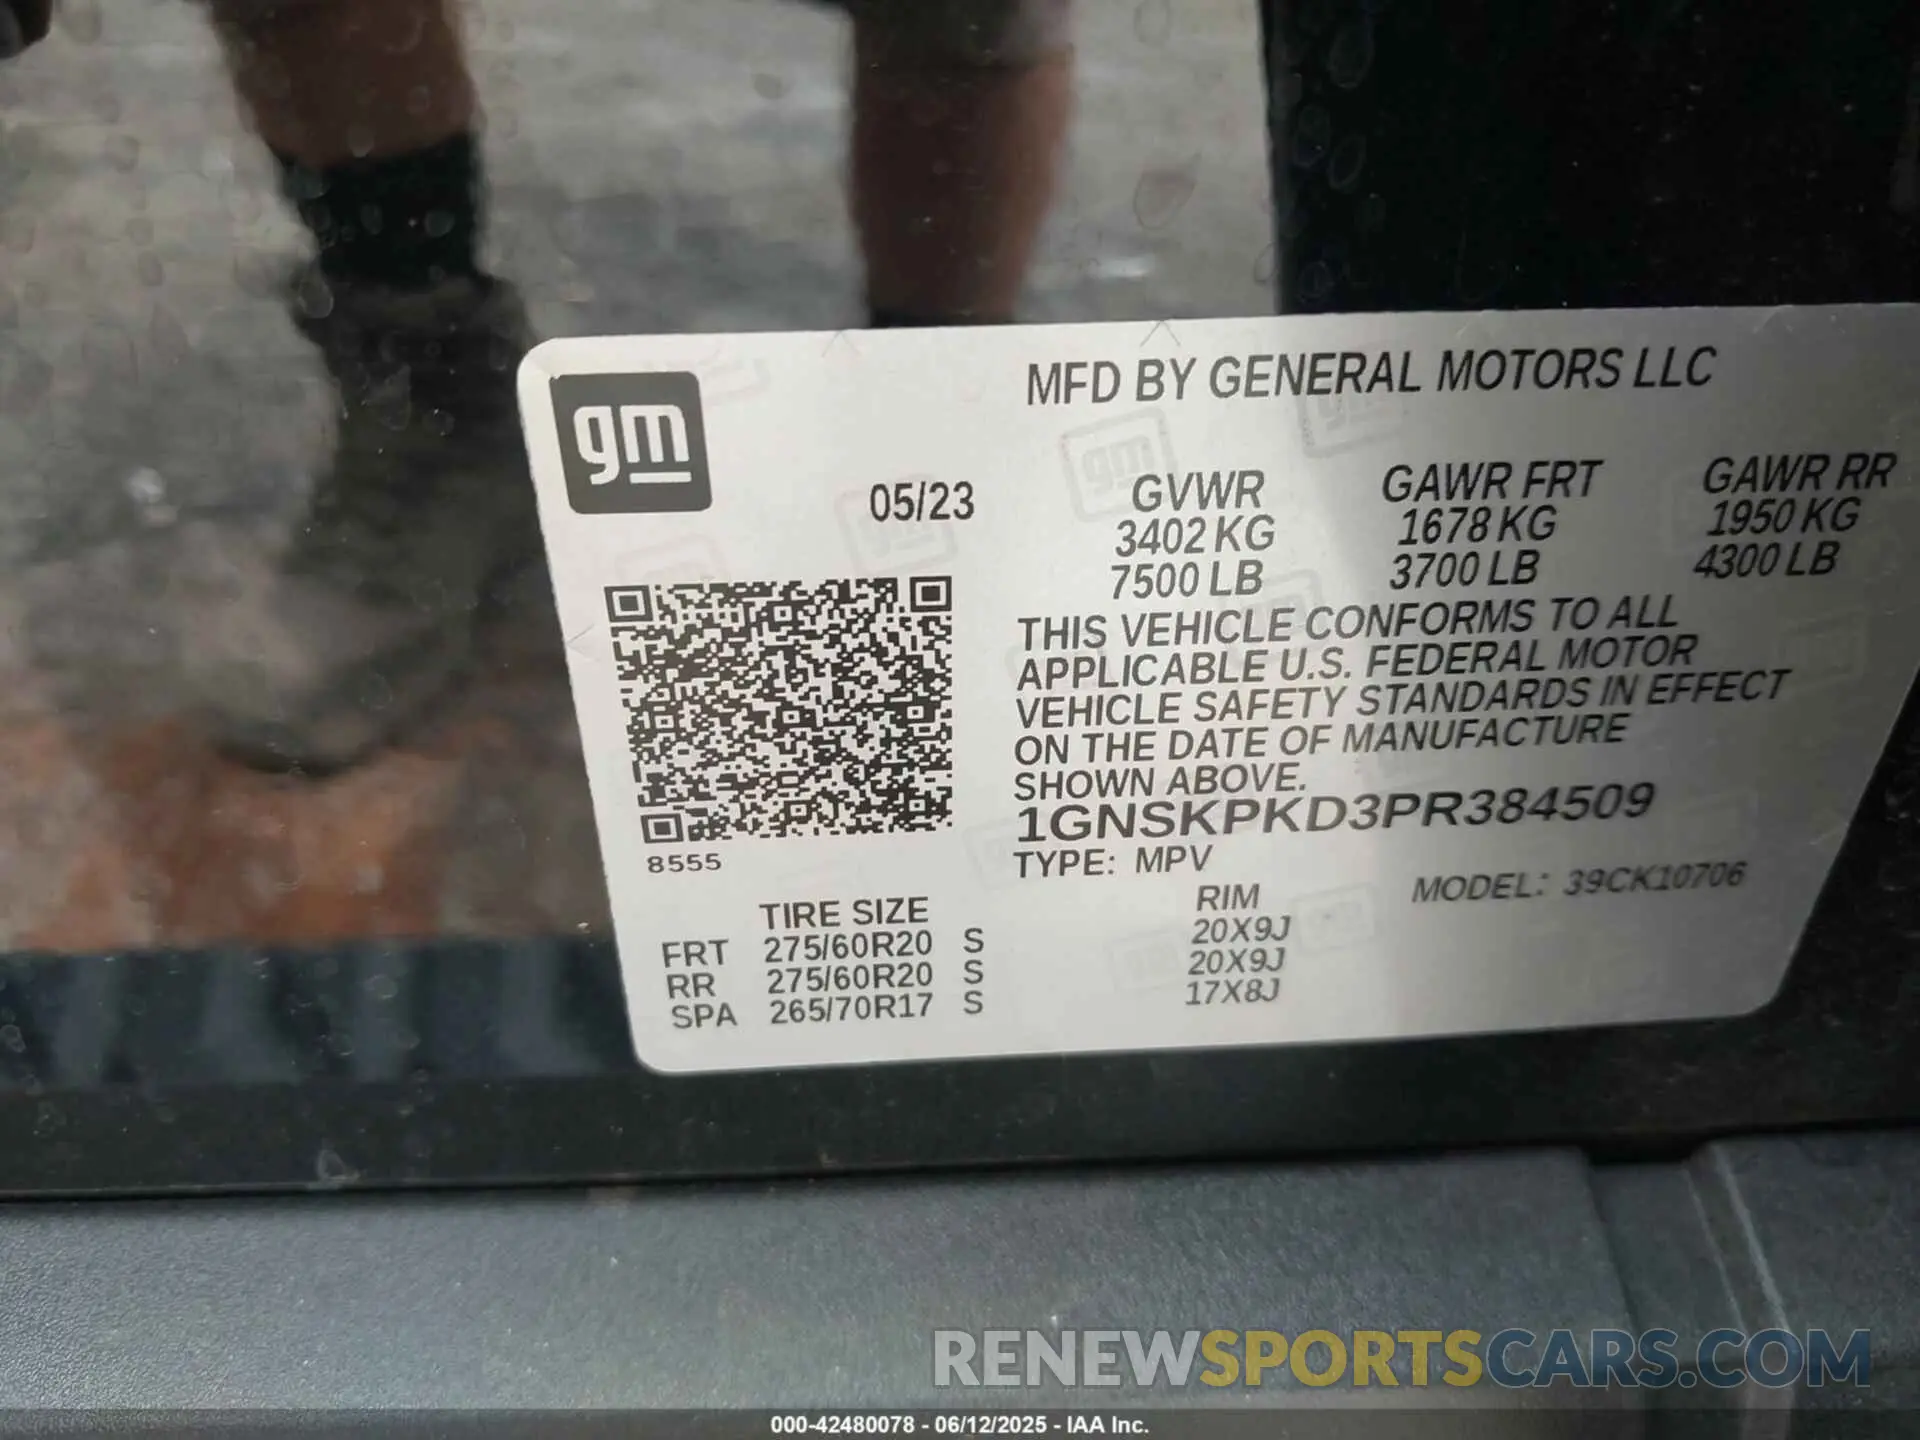 gm
MFD BY GENERAL MOTORS LLC
05/23
GVWR GAWR FRT GAWR RR
3402 KG 1678 KG 1950 KG
7500 LB 3700 LB 4300 LB
THIS VEHICLE CONFORMS TO ALL
APPLICABLE U.S. FEDERAL MOTOR
VEHICLE SAFETY STANDARDS IN EFFECT
ON THE DATE OF MANUFACTURE
SHOWN ABOVE.
1GNSKPKD3PR384509
8555
TYPE: MPV MODEL: 39CK10706
TIRE SIZE RIM
FRT 275/60R20 S 20X9J
RR 275/60R20 S 20X9J
SPA 265/70R17 S 17X8J
RENEWSPORTSCARS.COM
000-42480078 - 06/12/2025 - IAA Inc.